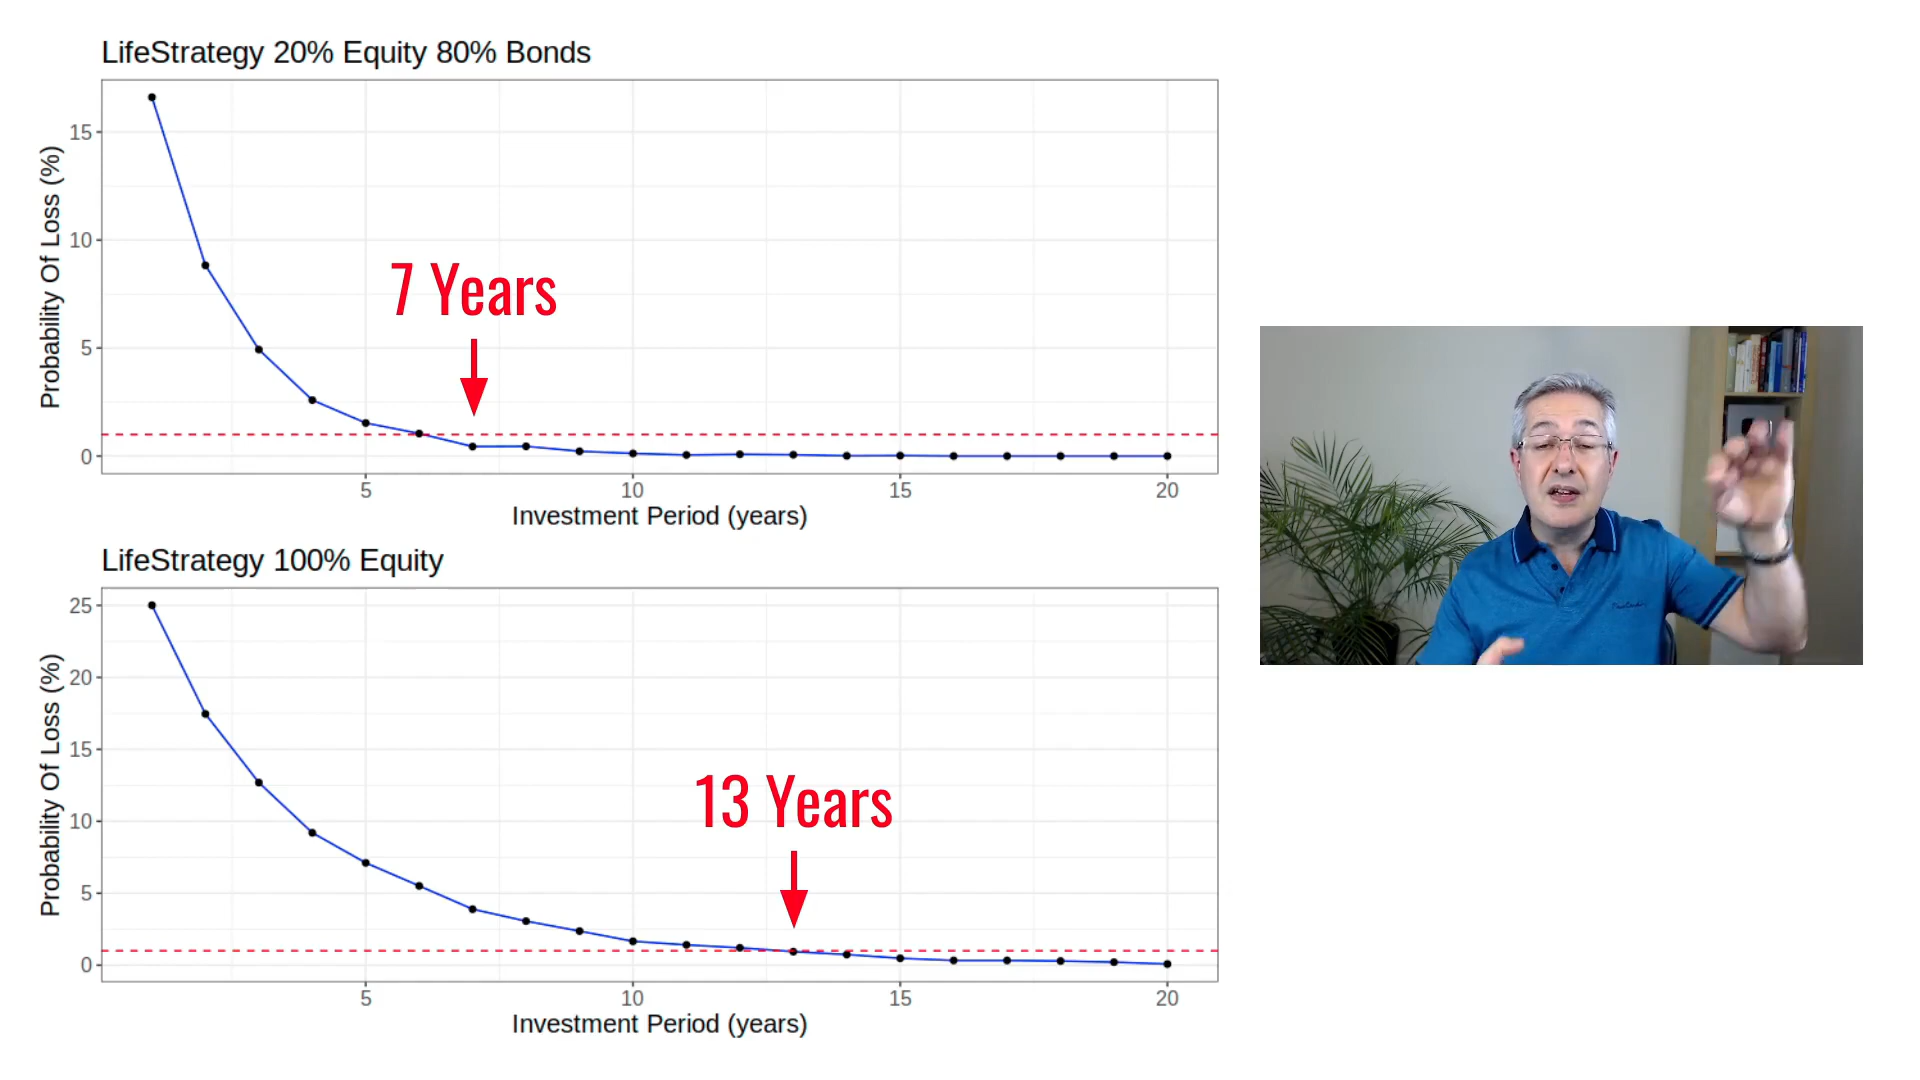 LifeStrategy 20% Equity 80% Bonds
Probability Of Loss (%)
15
10
5
0
7 Years
5
10
15
20
Investment Period (years)
LifeStrategy 100% Equity
Probability Of Loss (%)
25
20
15
10
5
0
13 Years
5
10
15
20
Investment Period (years)